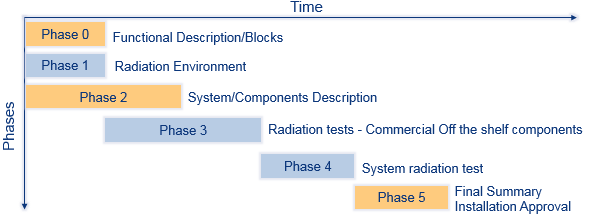 Time
Phases
Phase 0
Functional Description/Blocks
Phase 1
Radiation Environment
Phase 2
System/Components Description
Phase 3
Radiation tests - Commercial Off the shelf components
Phase 4
System radiation test
Phase 5
Final Summary
Installation Approval